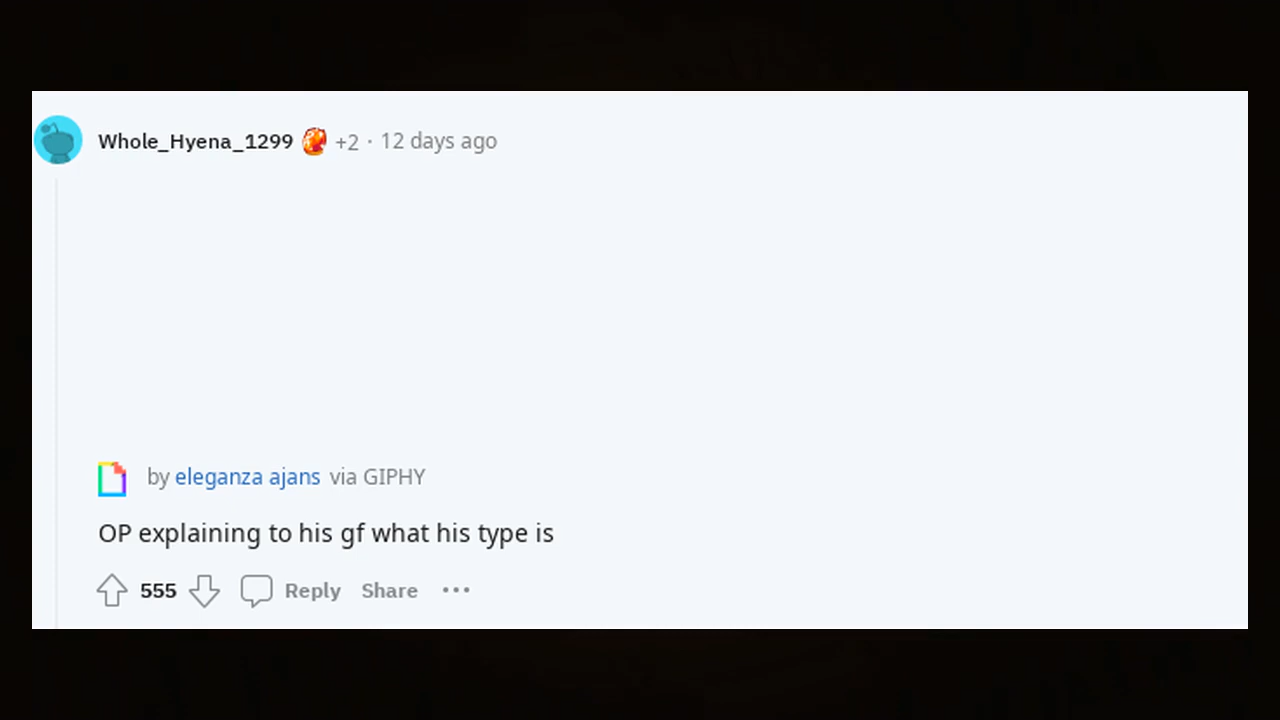 Whole_Hyena_1299 +2 · 12 days ago
by eleganza ajans via GIPHY
OP explaining to his gf what his type is
555 Reply Share ···